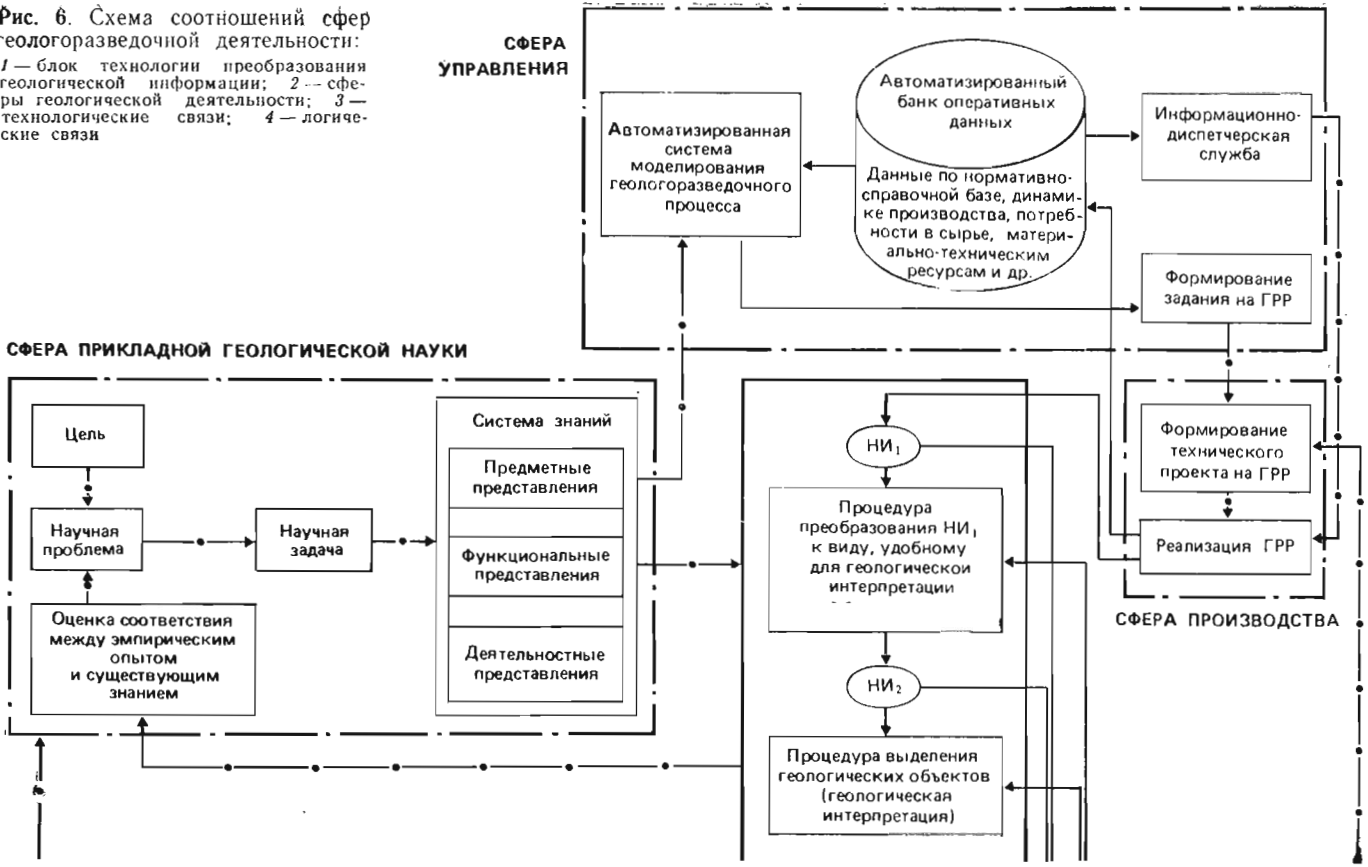 Рис. 6. Схема соотношений сфер
геологоразведочной деятельности:
1 — блок технологии преобразования
геологической информации; 2 — сфе-
ры геологической деятельности; 3 —
технологические связи; 4 — логиче-
ские связи
СФЕРА
УПРАВЛЕНИЯ
Автоматизированная
система
моделирования
геологоразведочного
процесса
Автоматизированный
банк оперативных
данных
Данные по нормативно-
справочной базе, динами-
ке производства, потреб-
ности в сырье, матери-
ально-техническим
ресурсам и др.
Информационно-
диспетчерская
служба
Формирование
задания на ГРР
СФЕРА ПРИКЛАДНОЙ ГЕОЛОГИЧЕСКОЙ НАУКИ
Цель
Научная
проблема
Научная
задача
Оценка соответствия
между эмпирическим
опытом
и существующим
знанием
Система знаний
Предметные
представления
Функциональные
представления
Деятельностные
представления
НИ₁
Процедура
преобразования НИ₁
к виду, удобному
для геологической
интерпретации
НИ₂
Процедура выделения
геологических объектов
(геологическая
интерпретация)
Формирование
технического
проекта на ГРР
Реализация ГРР
СФЕРА ПРОИЗВОДСТВА